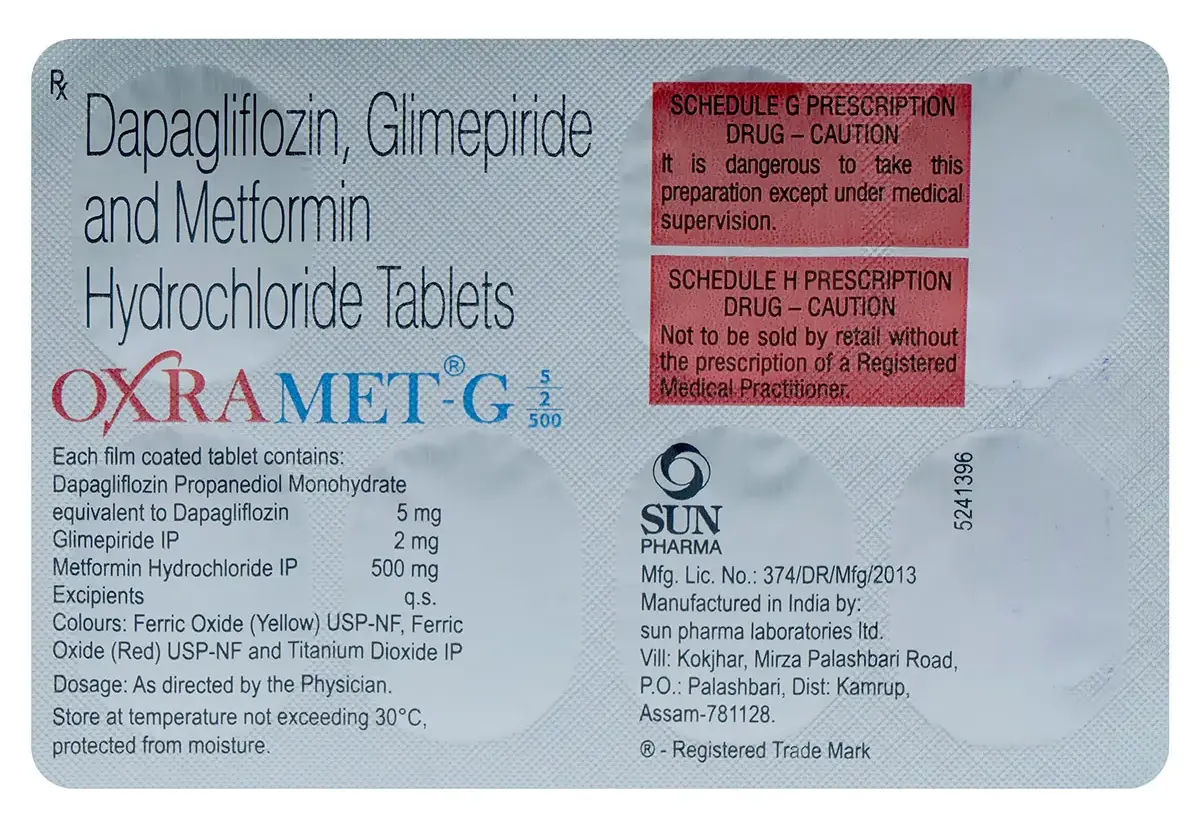 Rx
Dapagliflozin, Glimepiride
and Metformin
Hydrochloride Tablets
OXRAMET®-G 5/2/500
Each film coated tablet contains:
Dapagliflozin Propanediol Monohydrate
equivalent to Dapagliflozin 5 mg
Glimepiride IP 2 mg
Metformin Hydrochloride IP 500 mg
Excipients q.s.
Colours: Ferric Oxide (Yellow) USP-NF, Ferric
Oxide (Red) USP-NF and Titanium Dioxide IP
Dosage: As directed by the Physician.
Store at temperature not exceeding 30°C,
protected from moisture.
SCHEDULE G PRESCRIPTION
DRUG – CAUTION
It is dangerous to take this
preparation except under medical
supervision.
SCHEDULE H PRESCRIPTION
DRUG – CAUTION
Not to be sold by retail without
the prescription of a Registered
Medical Practitioner.
SUN
PHARMA
Mfg. Lic. No.: 374/DR/Mfg/2013
Manufactured in India by:
sun pharma laboratories ltd.
Vill: Kokjhar, Mirza Palashbari Road,
P.O.: Palashbari, Dist: Kamrup,
Assam-781128.
® - Registered Trade Mark
5241396